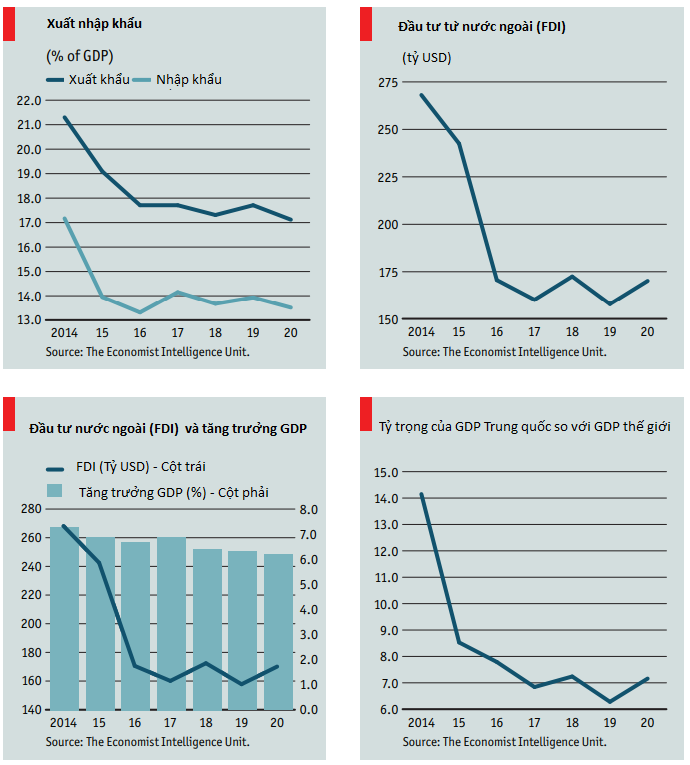 Xuất nhập khẩu
(% of GDP)
Xuất khẩu Nhập khẩu
22.0
21.0
20.0
19.0
18.0
17.0
16.0
15.0
14.0
13.0
2014 15 16 17 18 19 20
Source: The Economist Intelligence Unit.
Đầu tư từ nước ngoài (FDI)
(tỷ USD)
275
250
225
200
175
150
2014 15 16 17 18 19 20
Source: The Economist Intelligence Unit.
Đầu tư nước ngoài (FDI) và tăng trưởng GDP
FDI (Tỷ USD) - Cột trái
Tăng trưởng GDP (%) - Cột phải
280 8.0
260 7.0
240 6.0
220 5.0
200 4.0
180 3.0
160 2.0
140 1.0
0.0
2014 15 16 17 18 19 20
Source: The Economist Intelligence Unit.
Tỷ trọng của GDP Trung quốc so với GDP thế giới
15.0
14.0
13.0
12.0
11.0
10.0
9.0
8.0
7.0
6.0
2014 15 16 17 18 19 20
Source: The Economist Intelligence Unit.